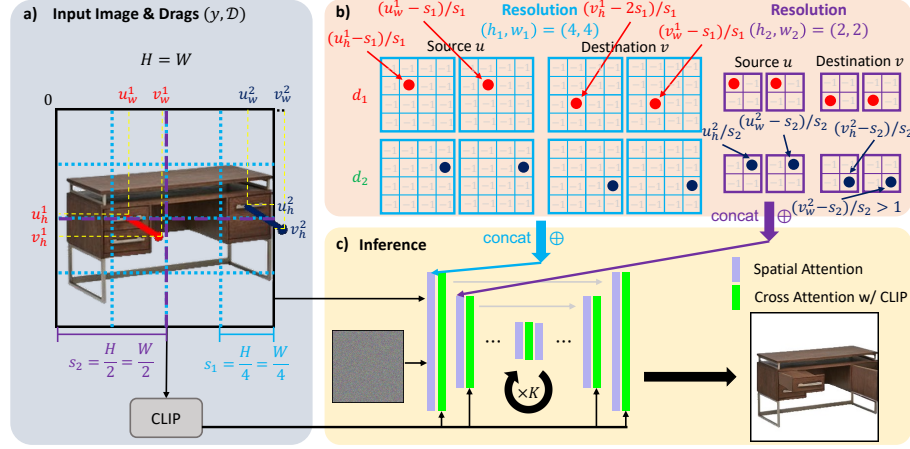 a) Input Image & Drags (y, 𝒟)
H = W
0
u_w^1 v_w^1 u_w^2 v_w^2
u_h^1
v_h^1
u_h^2
v_h^2
s_2 = H/2 = W/2
s_1 = H/4 = W/4
CLIP
b)
(u_w^1 − s_1)/s_1
(u_h^1−s_1)/s_1
Resolution
(h_1, w_1) = (4, 4)
(v_h^1 − 2s_1)/s_1
(v_w^1 − s_1)/s_1
Resolution
(h_2, w_2) = (2, 2)
Source u
Destination v
Source u
Destination v
d_1
d_2
u_h^2/s_2
(u_w^2 − s_2)/s_2
(v_h^2−s_2)/s_2
(v_w^2−s_2)/s_2 > 1
concat ⊕
concat ⊕
c) Inference
Spatial Attention
Cross Attention w/ CLIP
... ...
×K